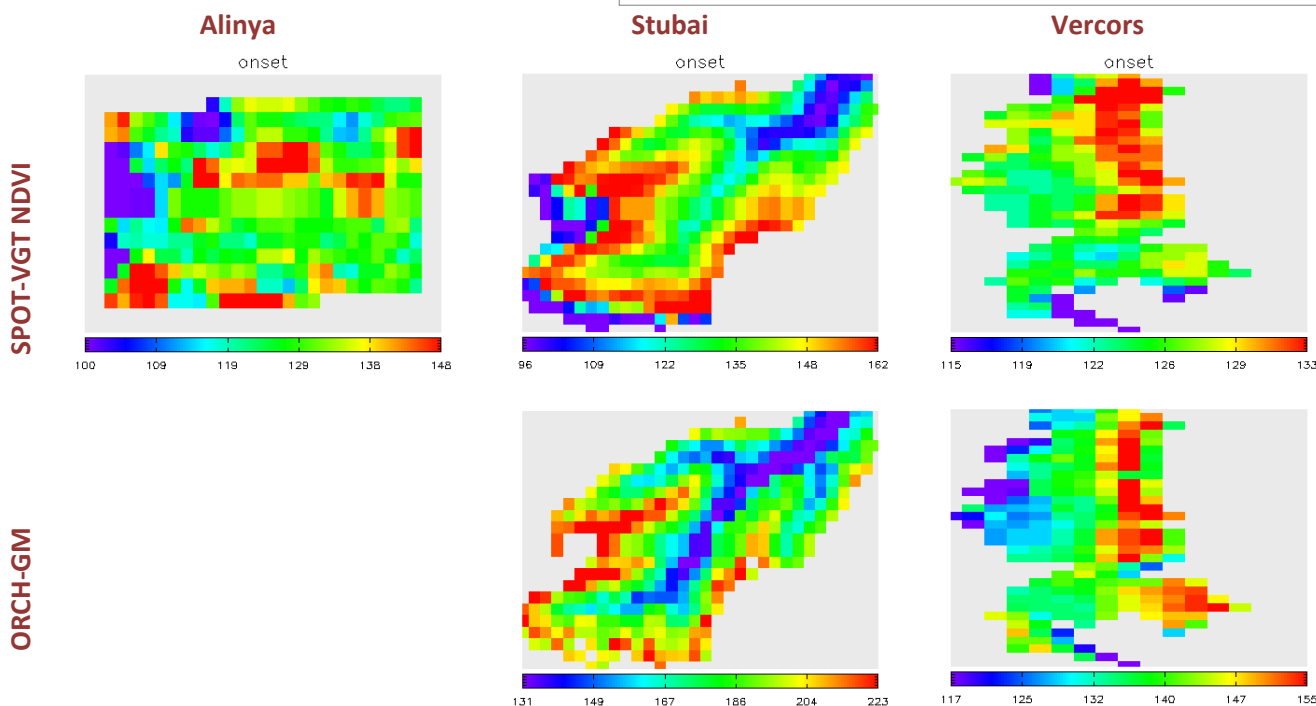 Alinya
Stubai
Vercors
onset
onset
onset
SPOT-VGT NDVI
100 109 119 129 138 148
96 109 122 135 148 162
115 119 122 126 129 133
ORCH-GM
131 149 167 186 204 223
117 125 132 140 147 155